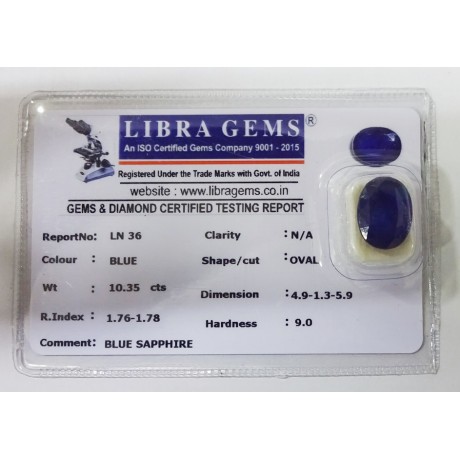 LIBRA GEMS ®
An ISO Certified Gems Company 9001 - 2015
Registered Under the Trade Marks with Govt. of India
website : www.libragems.co.in
GEMS & DIAMOND CERTIFIED TESTING REPORT
ReportNo: LN 36 Clarity : N/A
Colour : BLUE Shape/cut : OVAL
Wt : 10.35 cts Dimension : 4.9-1.3-5.9
R.Index : 1.76-1.78 Hardness : 9.0
Comment: BLUE SAPPHIRE